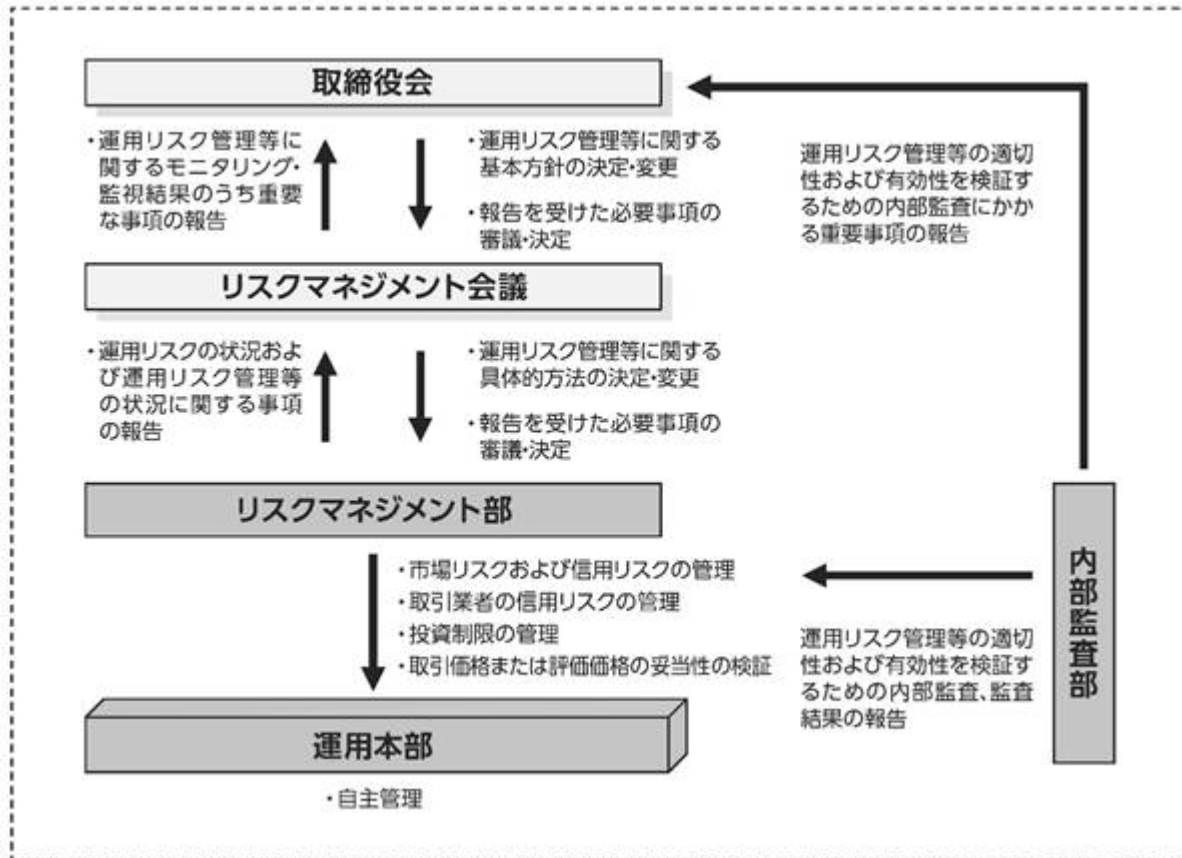 取締役会
・運用リスク管理等に
関するモニタリング・
監視結果のうち重要
な事項の報告
・運用リスク管理等に関する
基本方針の決定・変更
・報告を受けた必要事項の
審議・決定
運用リスク管理等の適切
性および有効性を検証す
るための内部監査にかか
る重要事項の報告
リスクマネジメント会議
・運用リスクの状況およ
び運用リスク管理等
の状況に関する事項
の報告
・運用リスク管理等に関する
具体的方法の決定・変更
・報告を受けた必要事項の
審議・決定
リスクマネジメント部
・市場リスクおよび信用リスクの管理
・取引業者の信用リスクの管理
・投資制限の管理
・取引価格または評価価格の妥当性の検証
運用リスク管理等の適切
性および有効性を検証す
るための内部監査、監査
結果の報告
内部監査部
運用本部
・自主管理